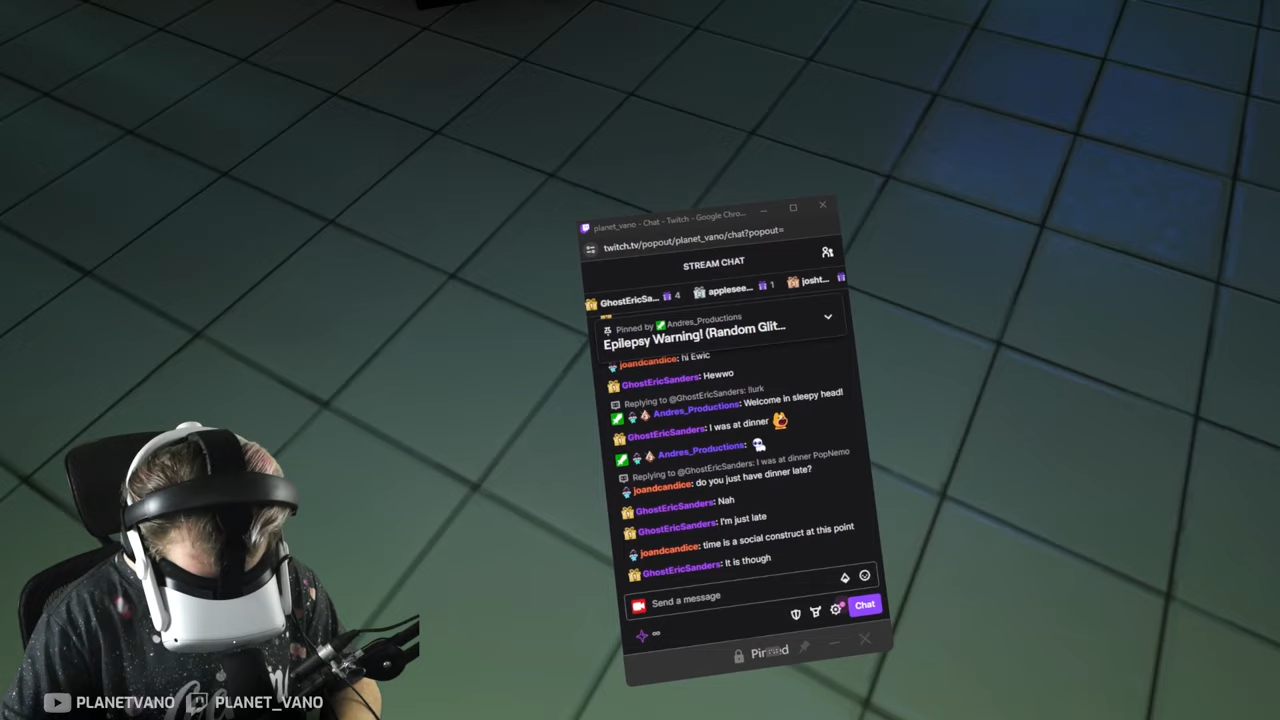 planet_vano - Chat - Twitch - Google Chro...
twitch.tv/popout/planet_vano/chat?popout=
STREAM CHAT
GhostEricSa... 4 applesee... 1 josht...
Pinned by Andres_Productions
Epilepsy Warning! (Random Glit...
joandcandice: hi Ewic
GhostEricSanders: Hewwo
Replying to @GhostEricSanders: !lurk
Andres_Productions: Welcome in sleepy head!
GhostEricSanders: I was at dinner
Andres_Productions:
Replying to @GhostEricSanders: I was at dinner PopNemo
joandcandice: do you just have dinner late?
GhostEricSanders: Nah
GhostEricSanders: I'm just late
joandcandice: time is a social construct at this point
GhostEricSanders: It is though
Send a message
∞
Chat
PLANETVANO PLANET_VANO